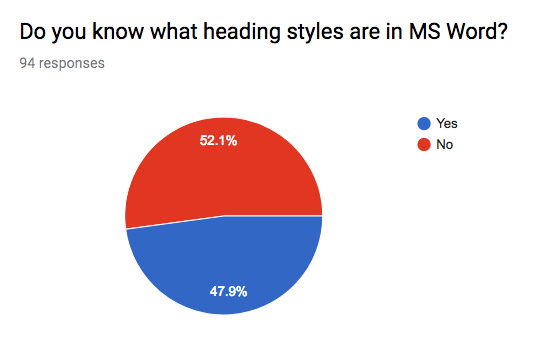 Do you know what heading styles are in MS Word?
94 responses
Yes
No
52.1%
47.9%